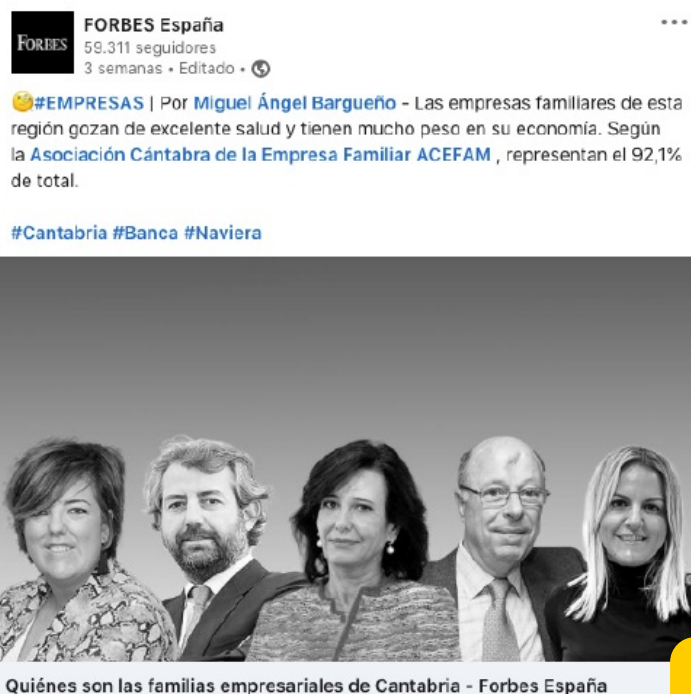 FORBES
FORBES España
59.311 seguidores
3 semanas • Editado •
#EMPRESAS | Por Miguel Ángel Bargueño - Las empresas familiares de esta
región gozan de excelente salud y tienen mucho peso en su economía. Según
la Asociación Cántabra de la Empresa Familiar ACEFAM , representan el 92,1%
de total.
#Cantabria #Banca #Naviera
Quiénes son las familias empresariales de Cantabria - Forbes España